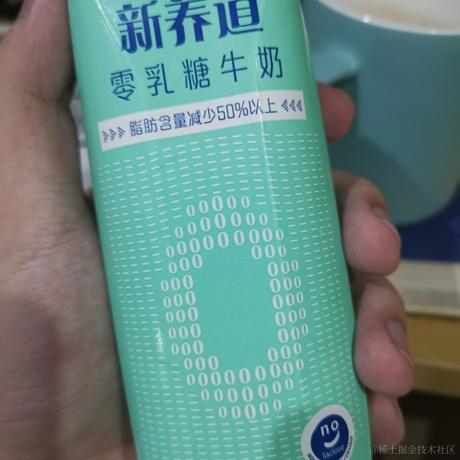 新养道
零乳糖牛奶
>>>> 脂肪含量减少50%以上 <<<<
no
lactose
@稀土掘金技术社区